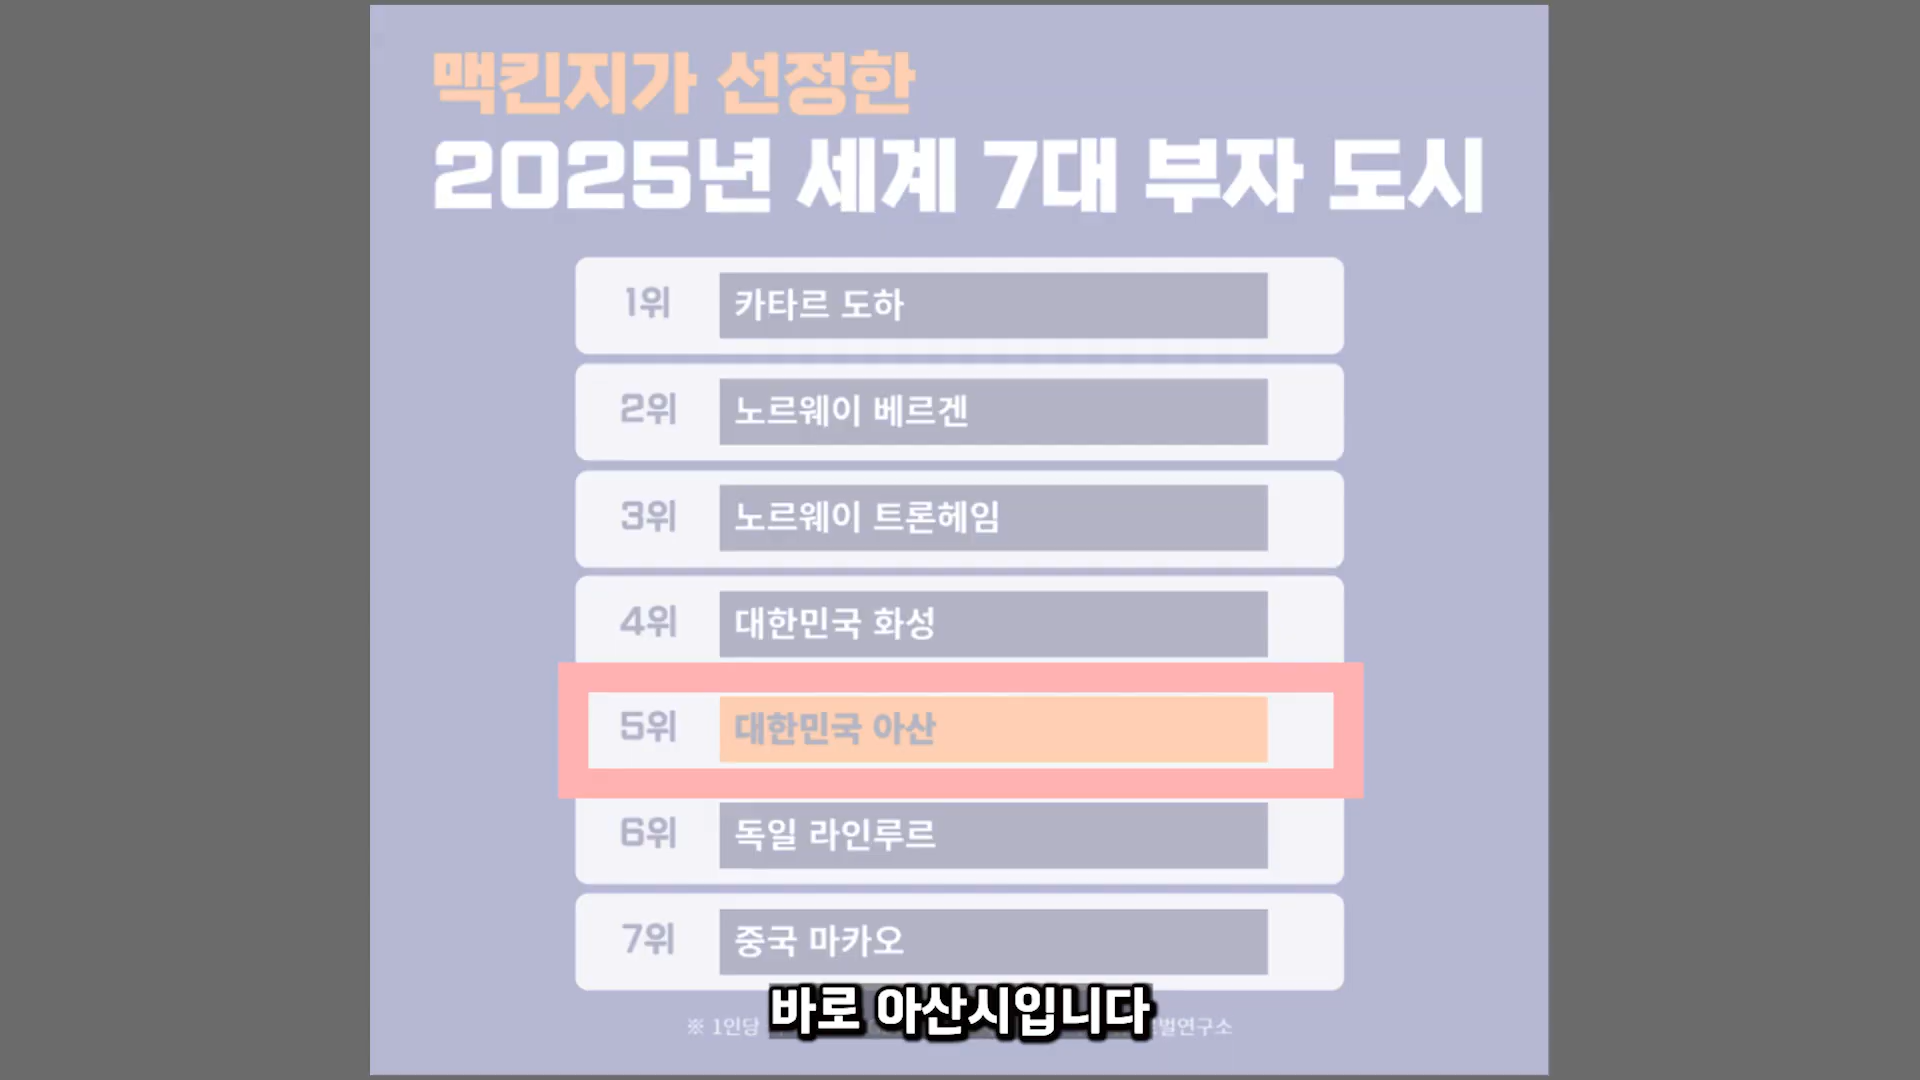 맥킨지가 선정한
2025년 세계 7대 부자 도시
1위 카타르 도하
2위 노르웨이 베르겐
3위 노르웨이 트론헤임
4위 대한민국 화성
5위 대한민국 아산
6위 독일 라인루르
7위 중국 마카오
바로 아산시입니다
※ 1인당